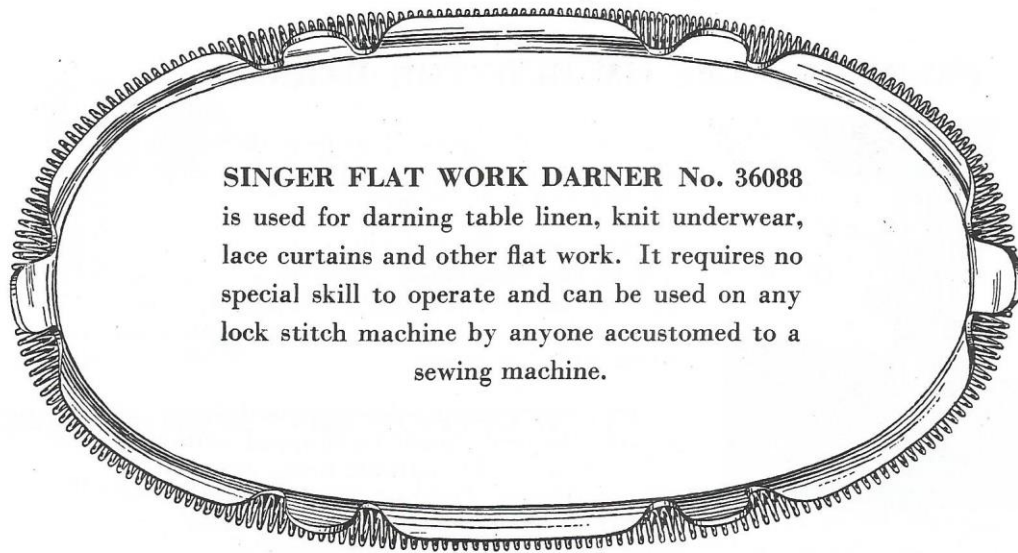 SINGER FLAT WORK DARNER No. 36088
is used for darning table linen, knit underwear,
lace curtains and other flat work. It requires no
special skill to operate and can be used on any
lock stitch machine by anyone accustomed to a
sewing machine.